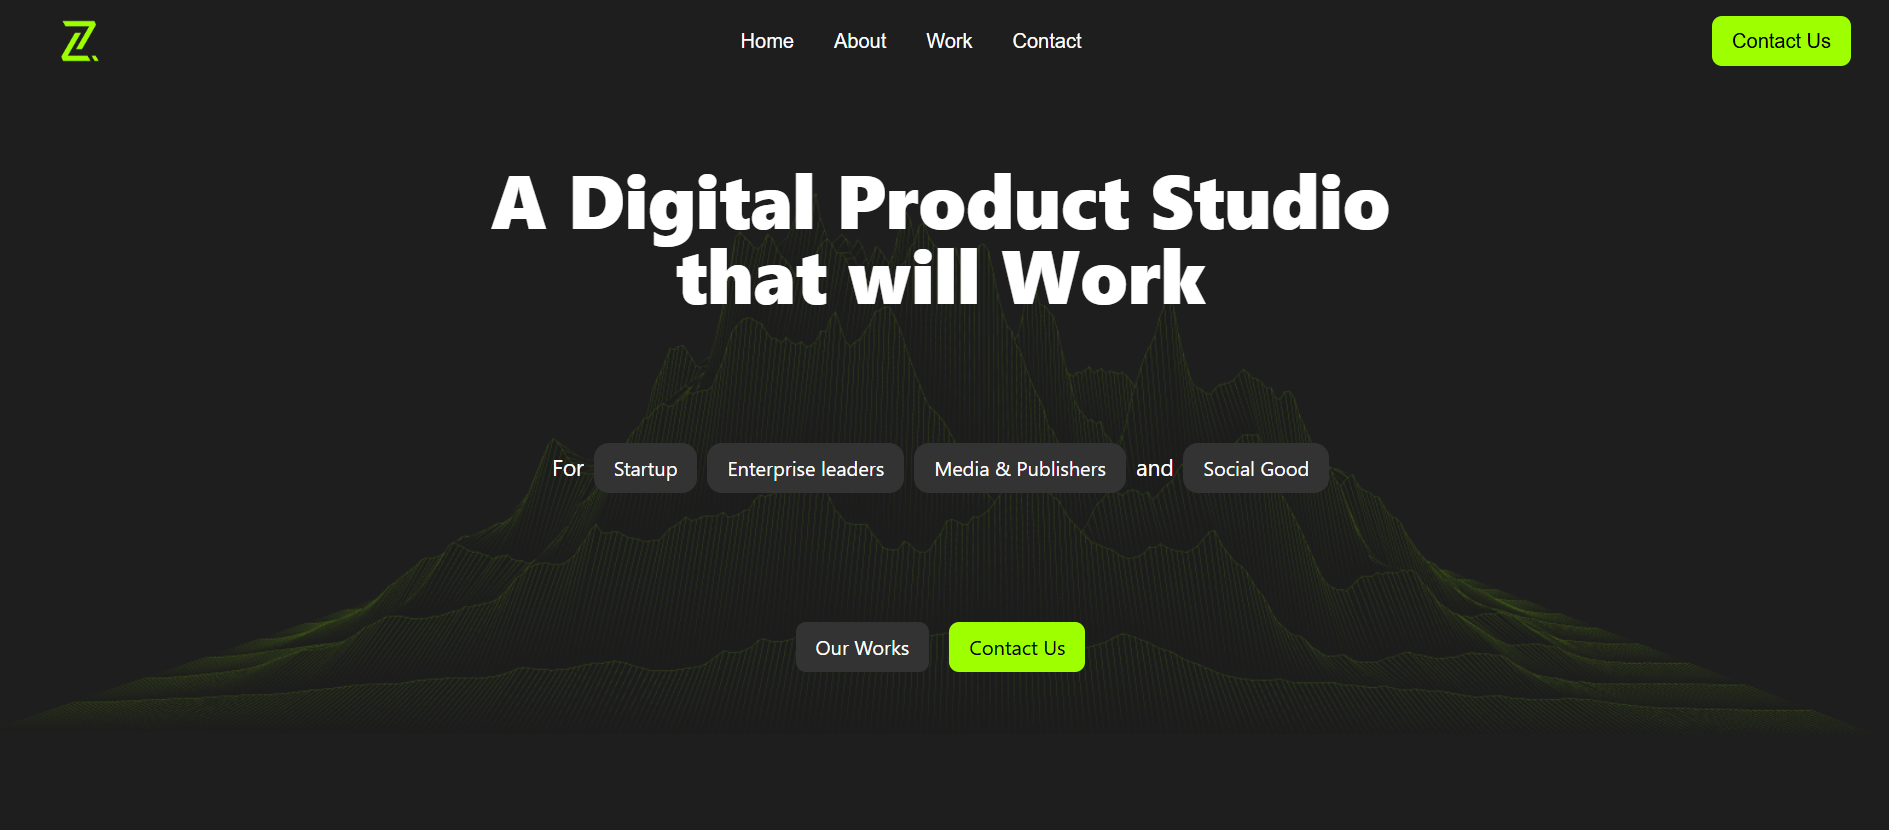 Z.
Home About Work Contact
Contact Us
A Digital Product Studio
that will Work
For Startup Enterprise leaders Media & Publishers and Social Good
Our Works Contact Us